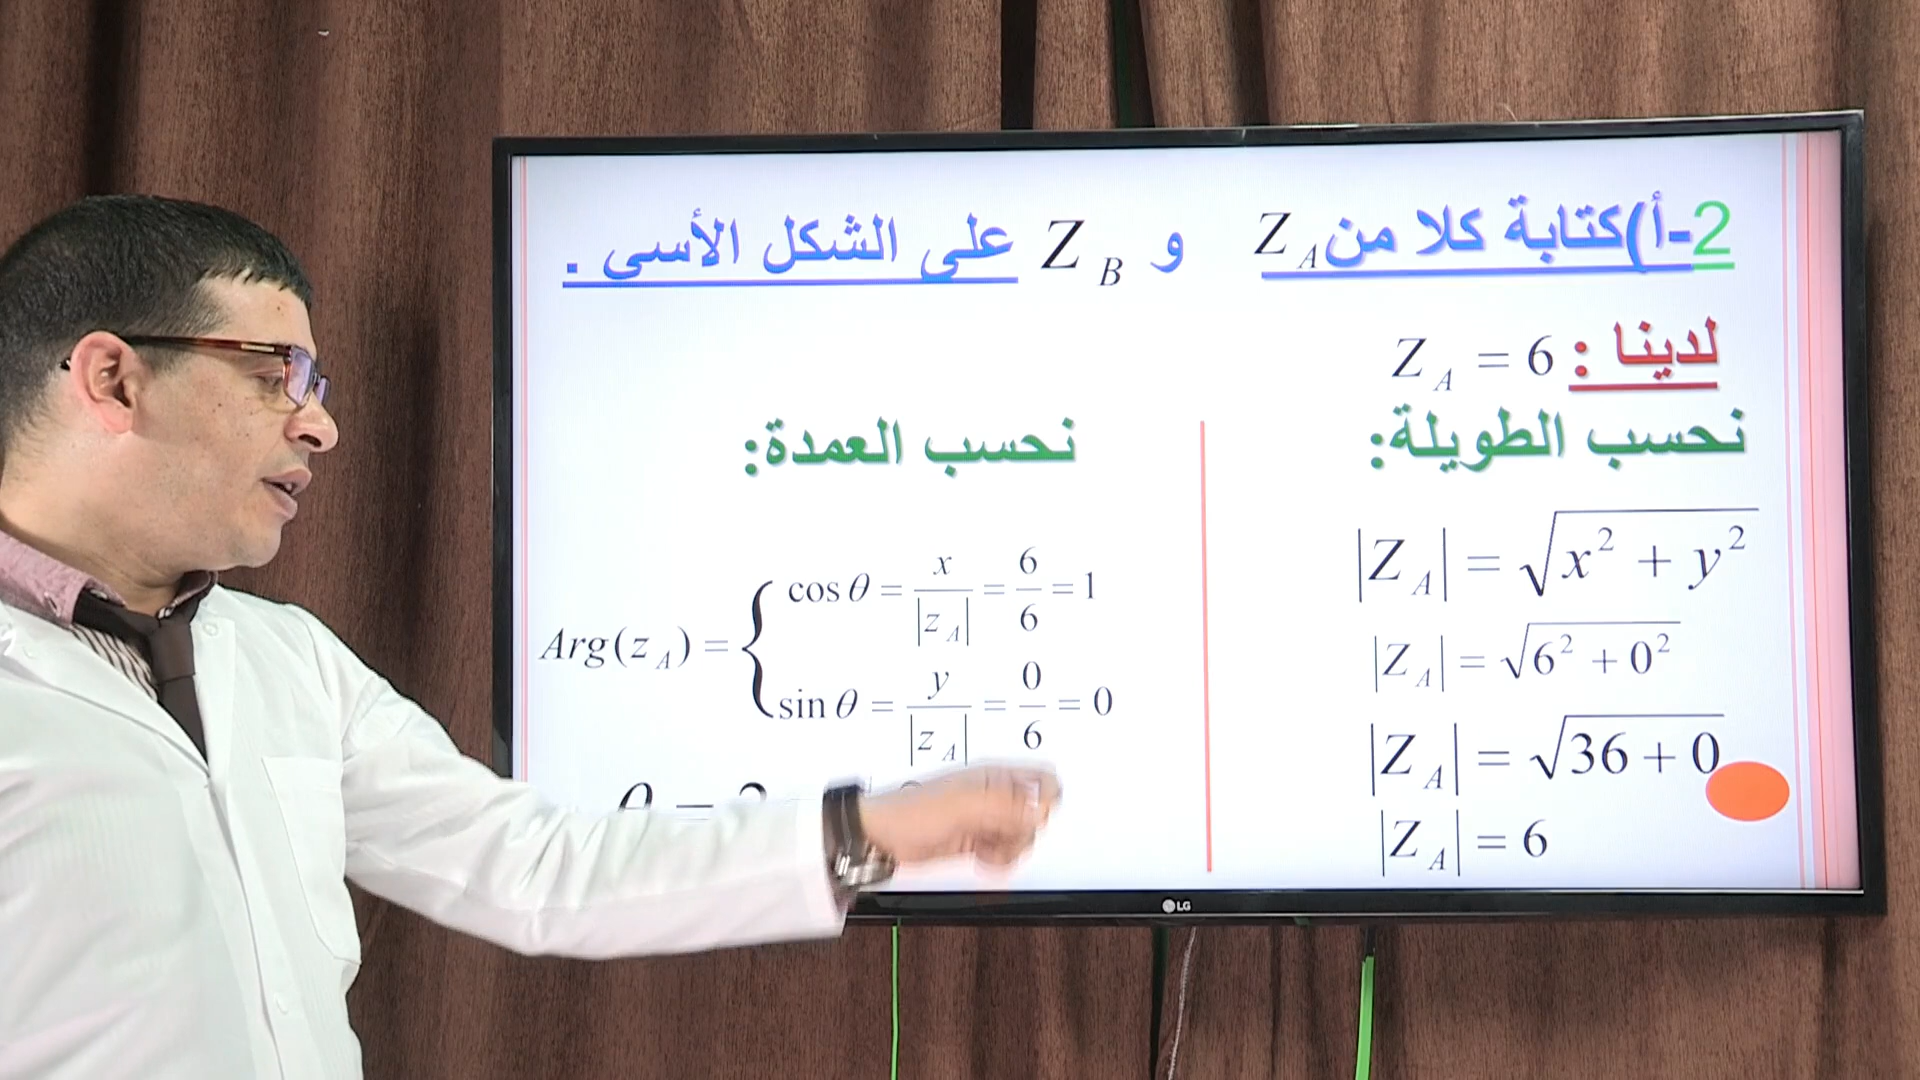 2-أ)كتابة كلا من Z_A و Z_B على الشكل الأسي .
لدينا : Z_A = 6
نحسب الطويلة:
|Z_A| = √(x² + y²)
|Z_A| = √(6² + 0²)
|Z_A| = √(36 + 0)
|Z_A| = 6
نحسب العمدة:
Arg(z_A) = { cos θ = x/|z_A| = 6/6 = 1
sin θ = y/|z_A| = 0/6 = 0
LG